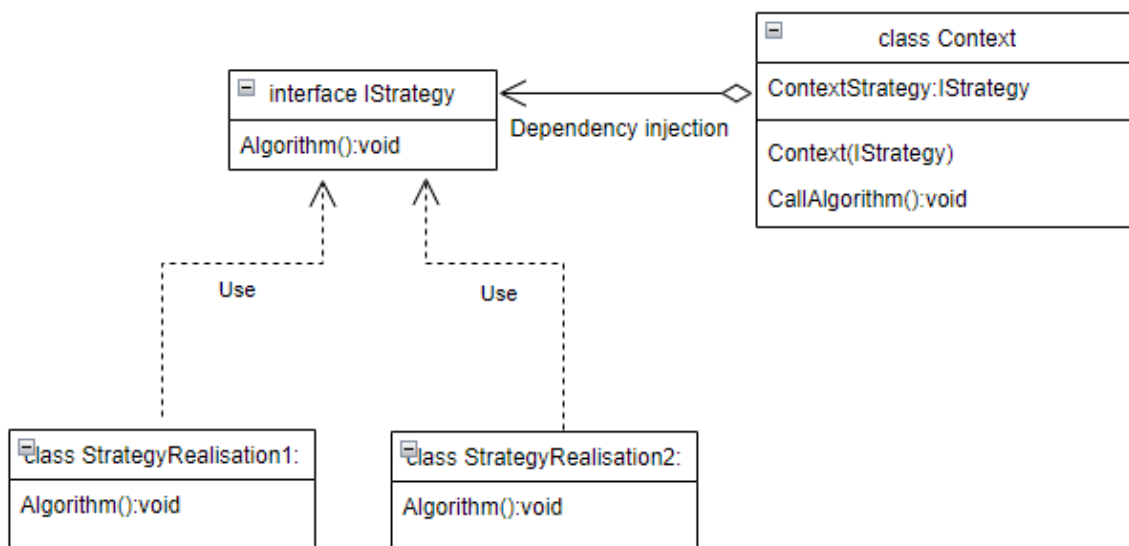 class Context
ContextStrategy:IStrategy
Context(IStrategy)
CallAlgorithm():void
interface IStrategy
Algorithm():void
Dependency injection
Use
Use
class StrategyRealisation1:
Algorithm():void
class StrategyRealisation2:
Algorithm():void